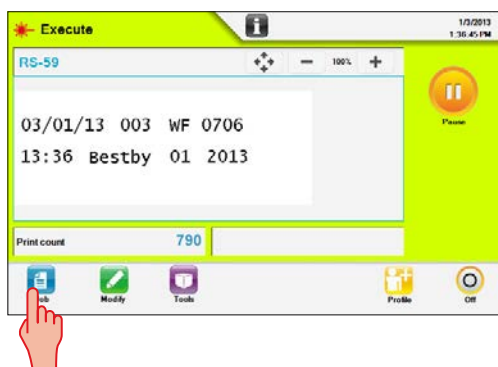 Execute
1/3/2013
1:36:45 PM
RS-59
100%
Pause
03/01/13 003 WF 0706
13:36 Bestby 01 2013
Print count 790
Modify Tools Profile Off